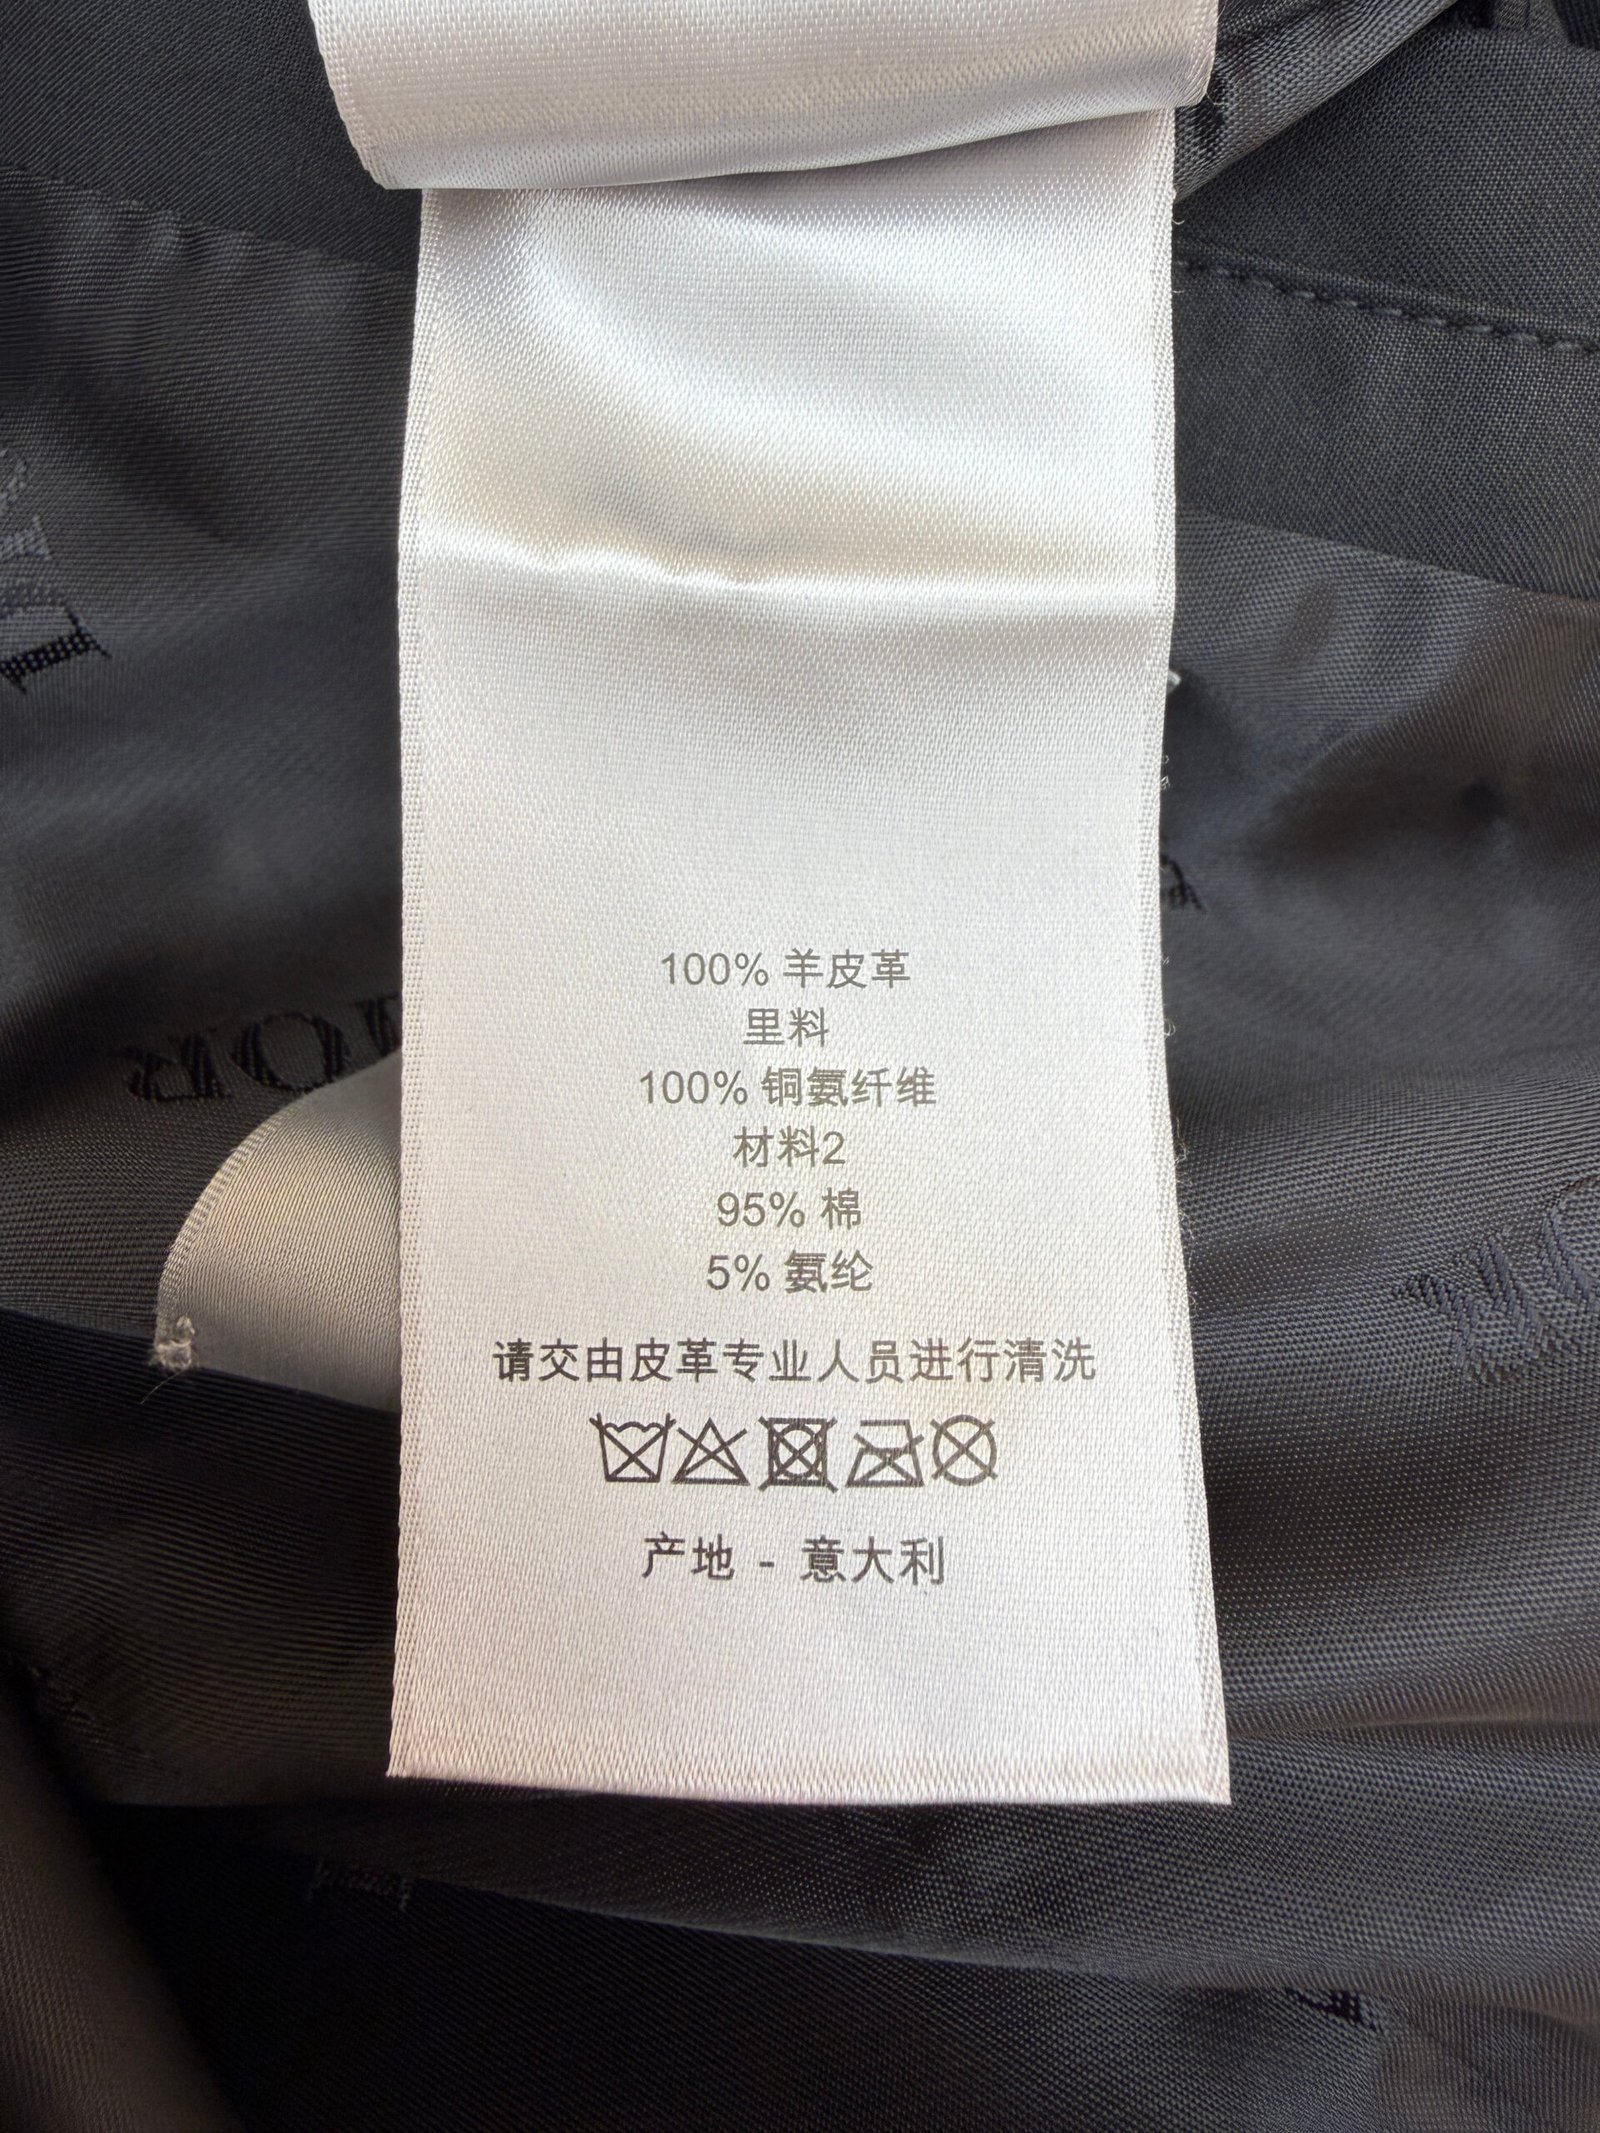 100% 羊皮革
里料
100% 铜氨纤维
材料2
95% 棉
5% 氨纶
请交由皮革专业人员进行清洗
产地 - 意大利